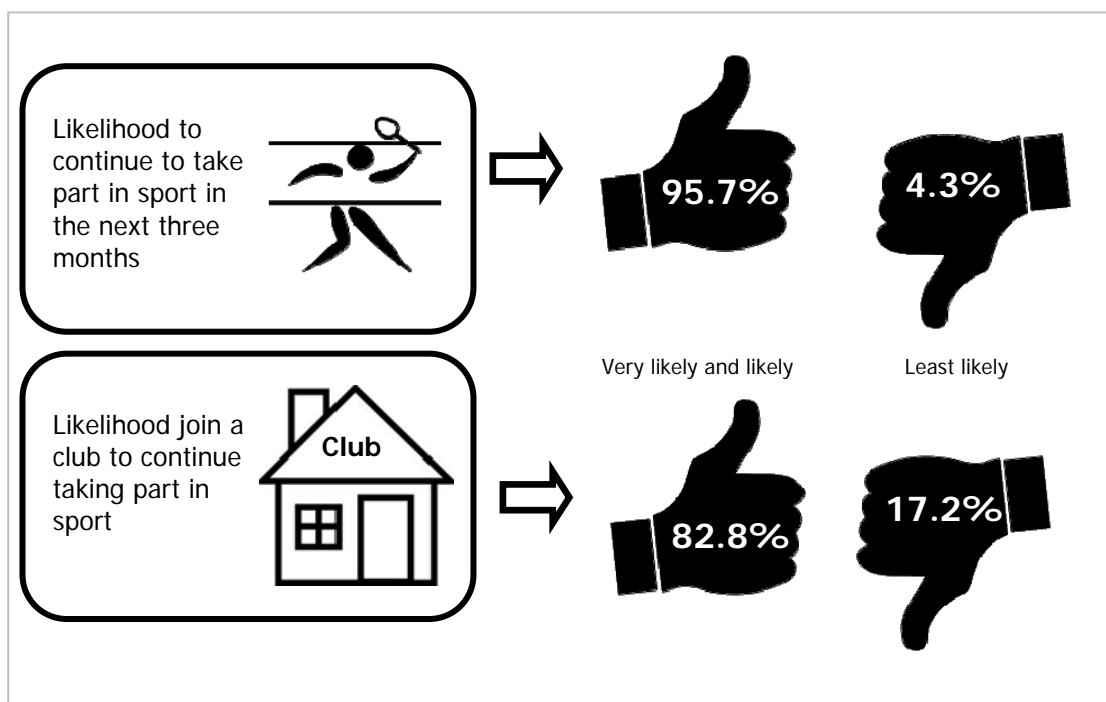 Likelihood to
continue to take
part in sport in
the next three
months
95.7%
4.3%
Very likely and likely
Least likely
Likelihood join a
club to continue
taking part in
sport
Club
82.8%
17.2%